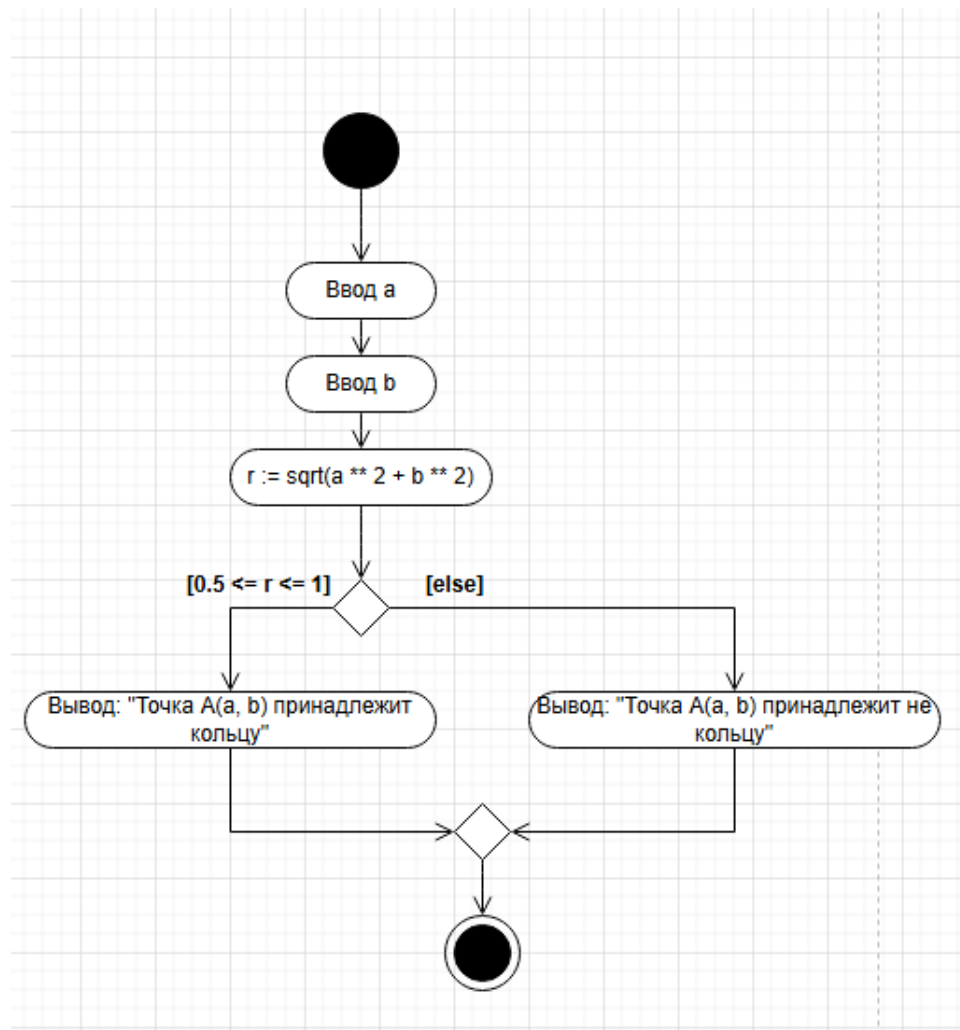 Ввод a
Ввод b
r := sqrt(a ** 2 + b ** 2)
[0.5 <= r <= 1]
[else]
Вывод: "Точка A(a, b) принадлежит
кольцу"
Вывод: "Точка A(a, b) принадлежит не
кольцу"